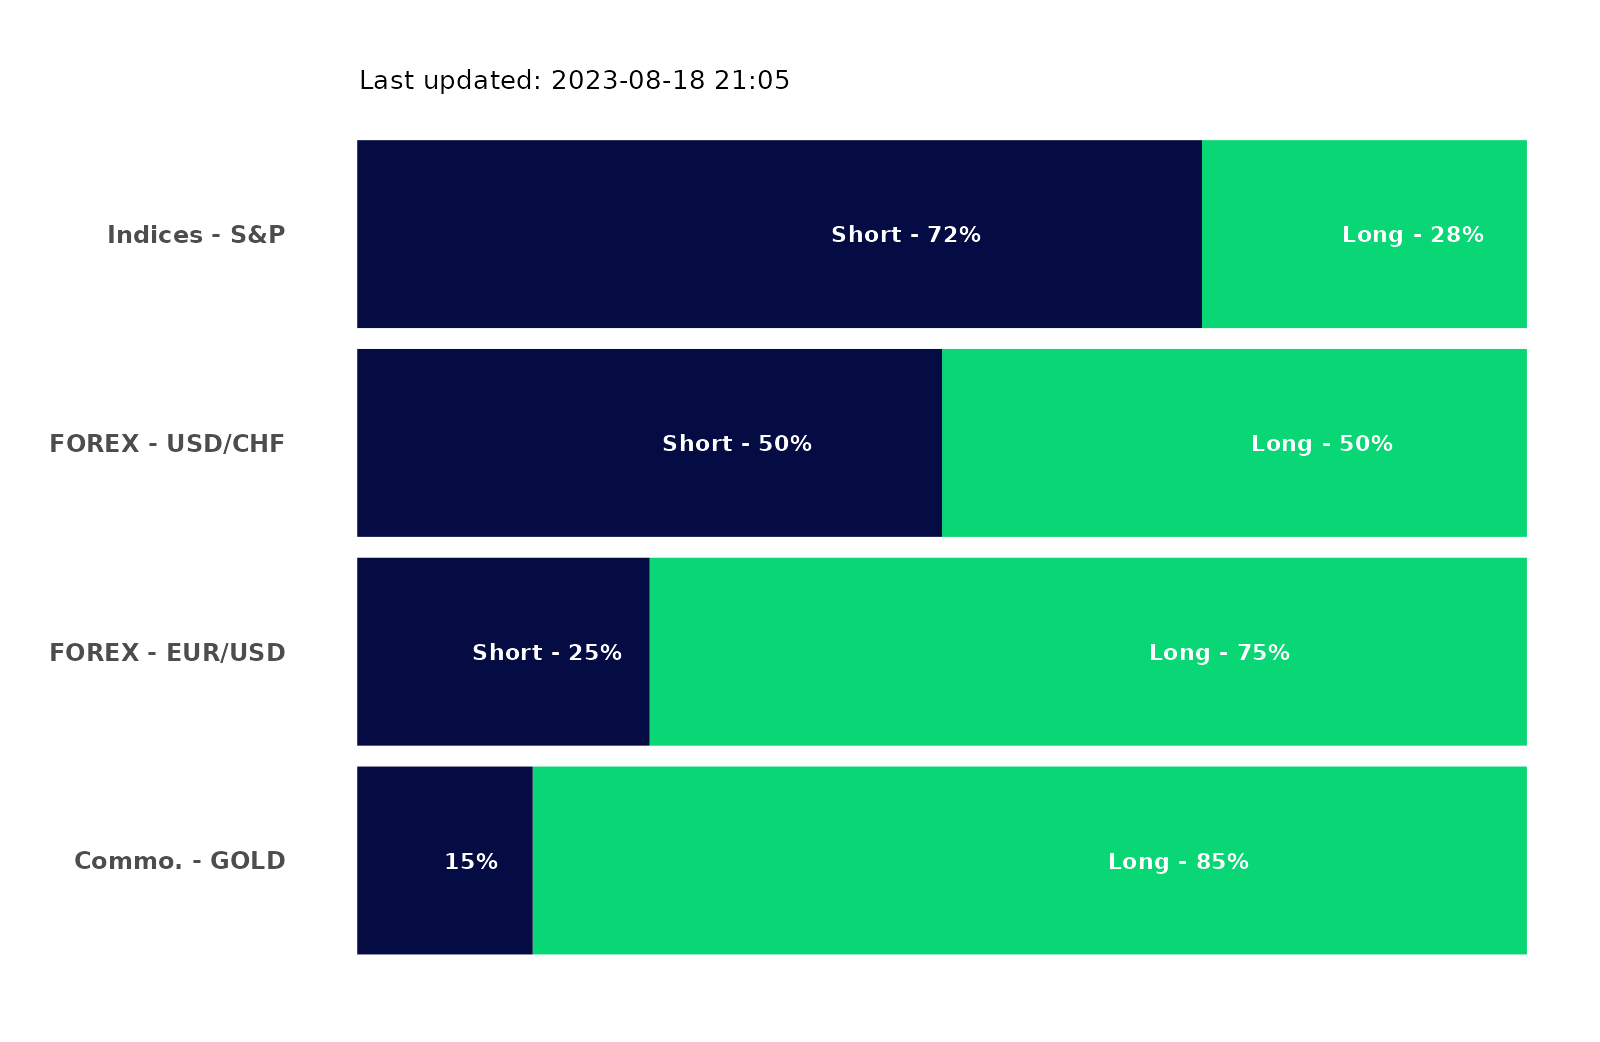 Last updated: 2023-08-18 21:05
Indices - S&P
Short - 72%
Long - 28%
FOREX - USD/CHF
Short - 50%
Long - 50%
FOREX - EUR/USD
Short - 25%
Long - 75%
Commo. - GOLD
15%
Long - 85%